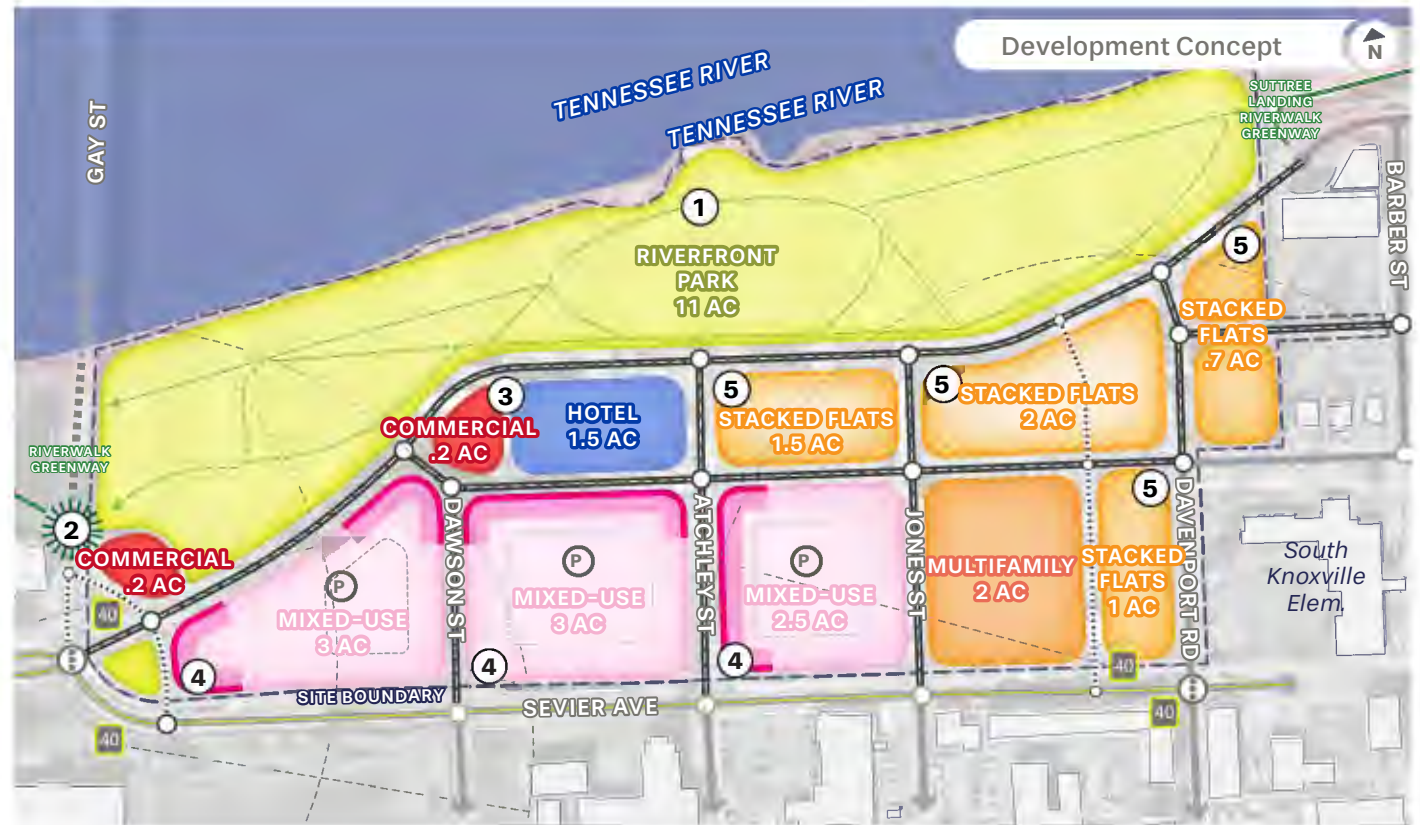 Development Concept
N
TENNESSEE RIVER
TENNESSEE RIVER
GAY ST
SUTTREE
LANDING
RIVERWALK
GREENWAY
BARBER ST
1
RIVERFRONT
PARK
11 AC
5
STACKED
FLATS
.7 AC
3
COMMERCIAL
.2 AC
HOTEL
1.5 AC
5
STACKED FLATS
1.5 AC
5
STACKED FLATS
2 AC
RIVERWALK
GREENWAY
2
COMMERCIAL
.2 AC
40
P
MIXED-USE
3 AC
4
DAWSON ST
P
MIXED-USE
3 AC
4
ATCHLEY ST
P
MIXED-USE
2.5 AC
4
JONES ST
MULTIFAMILY
2 AC
5
STACKED
FLATS
1 AC
DAVENPORT RD
South
Knoxville
Elem.
40
SITE BOUNDARY
SEVIER AVE
40
40